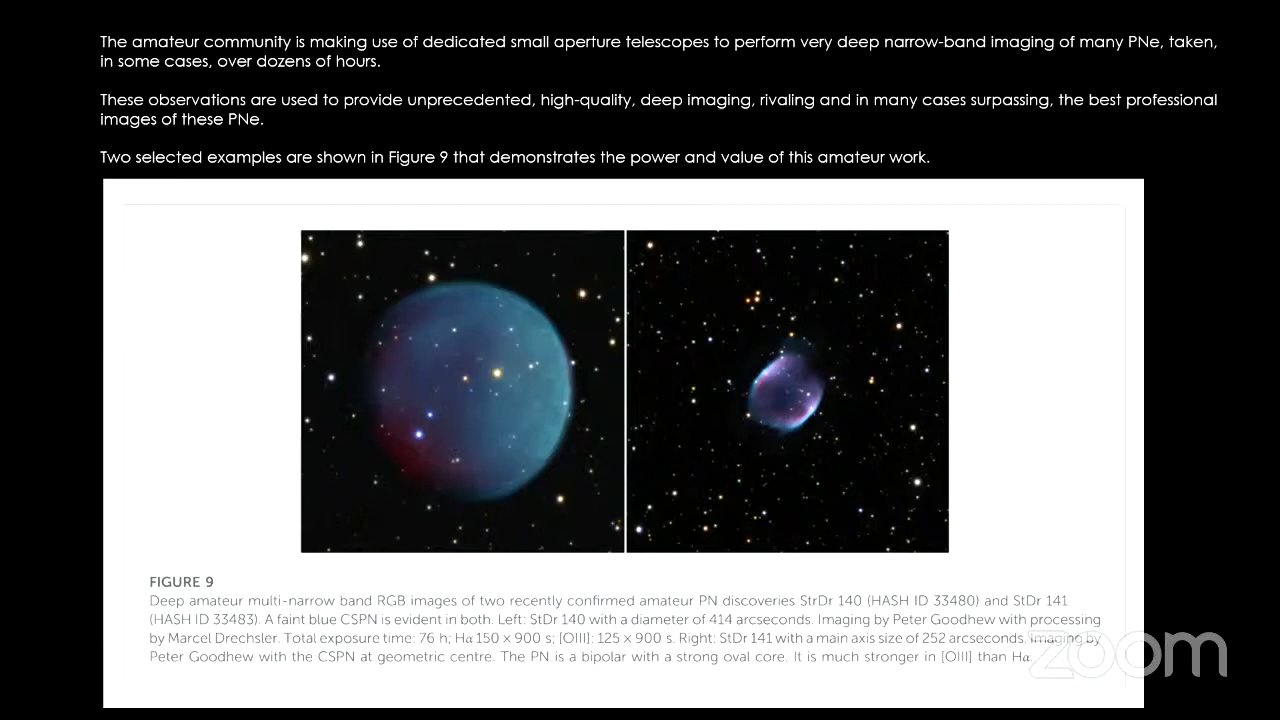 The amateur community is making use of dedicated small aperture telescopes to perform very deep narrow-band imaging of many PNe, taken,
in some cases, over dozens of hours.
These observations are used to provide unprecedented, high-quality, deep imaging, rivaling and in many cases surpassing, the best professional
images of these PNe.
Two selected examples are shown in Figure 9 that demonstrates the power and value of this amateur work.
FIGURE 9
Deep amateur multi-narrow band RGB images of two recently confirmed amateur PN discoveries StrDr 140 (HASH ID 33480) and StDr 141
(HASH ID 33483). A faint blue CSPN is evident in both. Left: StDr 140 with a diameter of 414 arcseconds. Imaging by Peter Goodhew with processing
by Marcel Drechsler. Total exposure time: 76 h; Hα 150 × 900 s; [OIII]: 125 × 900 s. Right: StDr 141 with a main axis size of 252 arcseconds. Imaging by
Peter Goodhew with the CSPN at geometric centre. The PN is a bipolar with a strong oval core. It is much stronger in [OIII] than Hα.
zoom